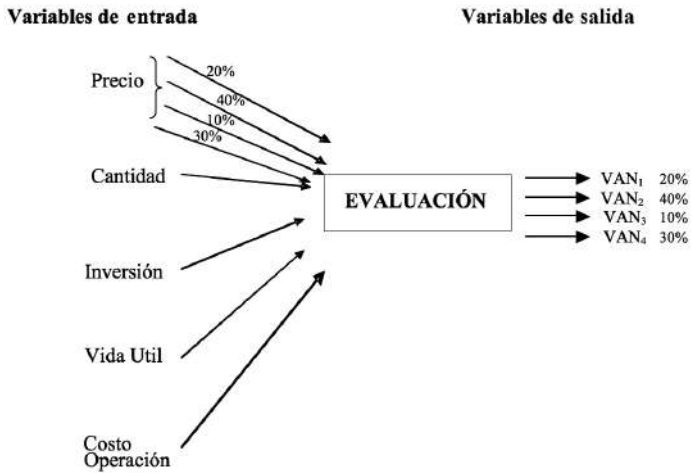 Variables de entrada
Variables de salida
Precio
20%
40%
10%
30%
Cantidad
EVALUACIÓN
VAN₁ 20%
VAN₂ 40%
VAN₃ 10%
VAN₄ 30%
Inversión
Vida Util
Costo
Operación